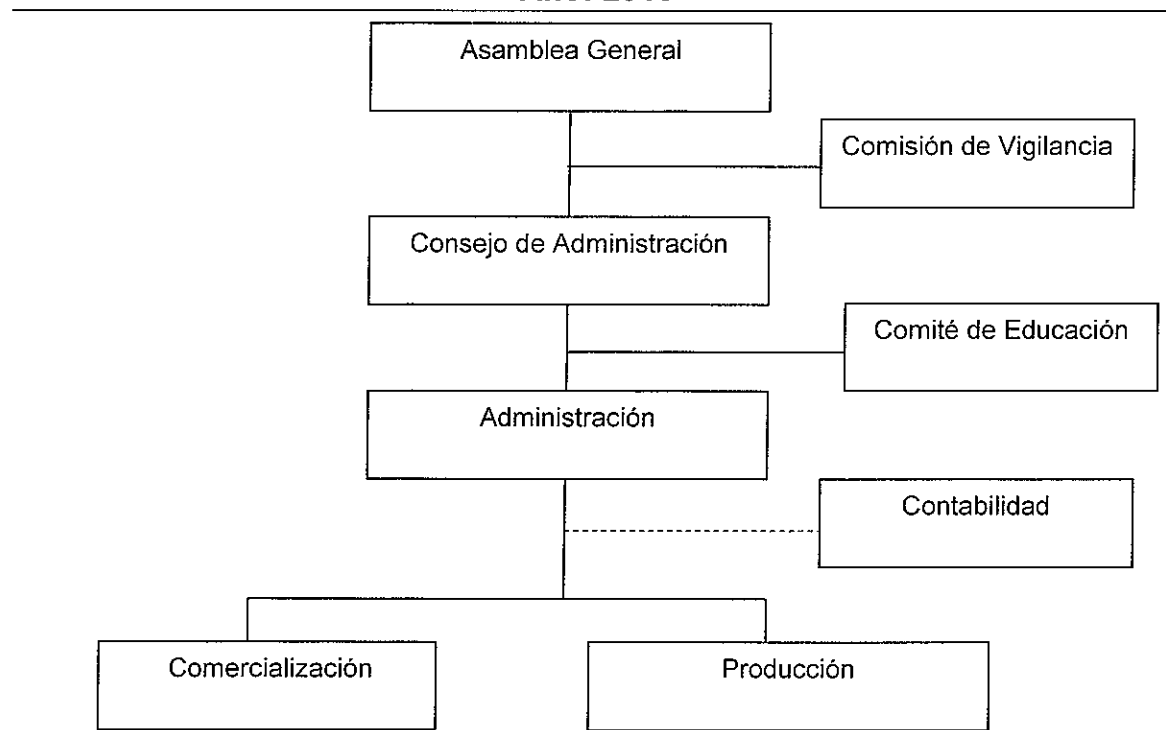 Asamblea General
Comisión de Vigilancia
Consejo de Administración
Comité de Educación
Administración
Contabilidad
Comercialización
Producción